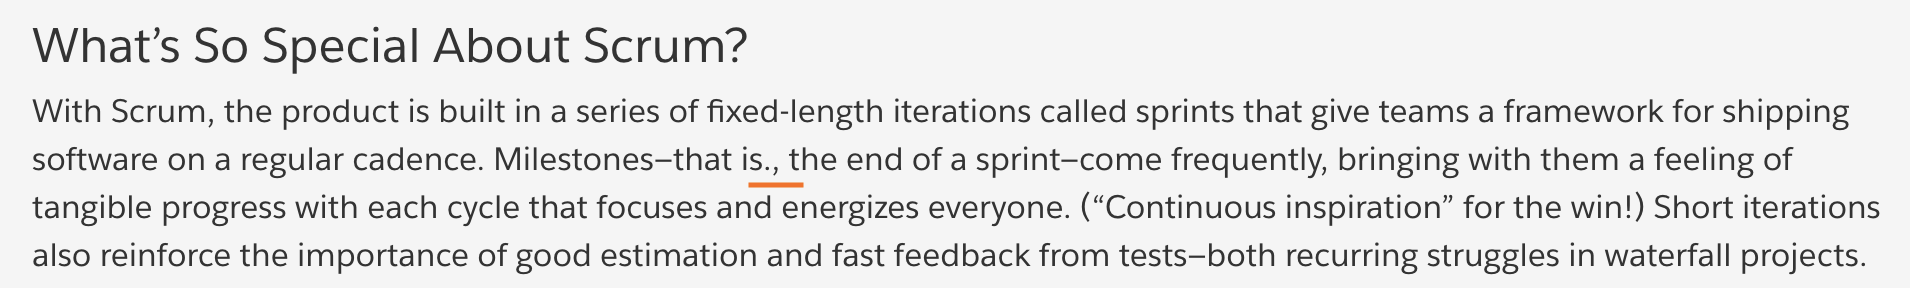 What’s So Special About Scrum?
With Scrum, the product is built in a series of fixed-length iterations called sprints that give teams a framework for shipping
software on a regular cadence. Milestones—that is., the end of a sprint—come frequently, bringing with them a feeling of
tangible progress with each cycle that focuses and energizes everyone. (“Continuous inspiration” for the win!) Short iterations
also reinforce the importance of good estimation and fast feedback from tests—both recurring struggles in waterfall projects.